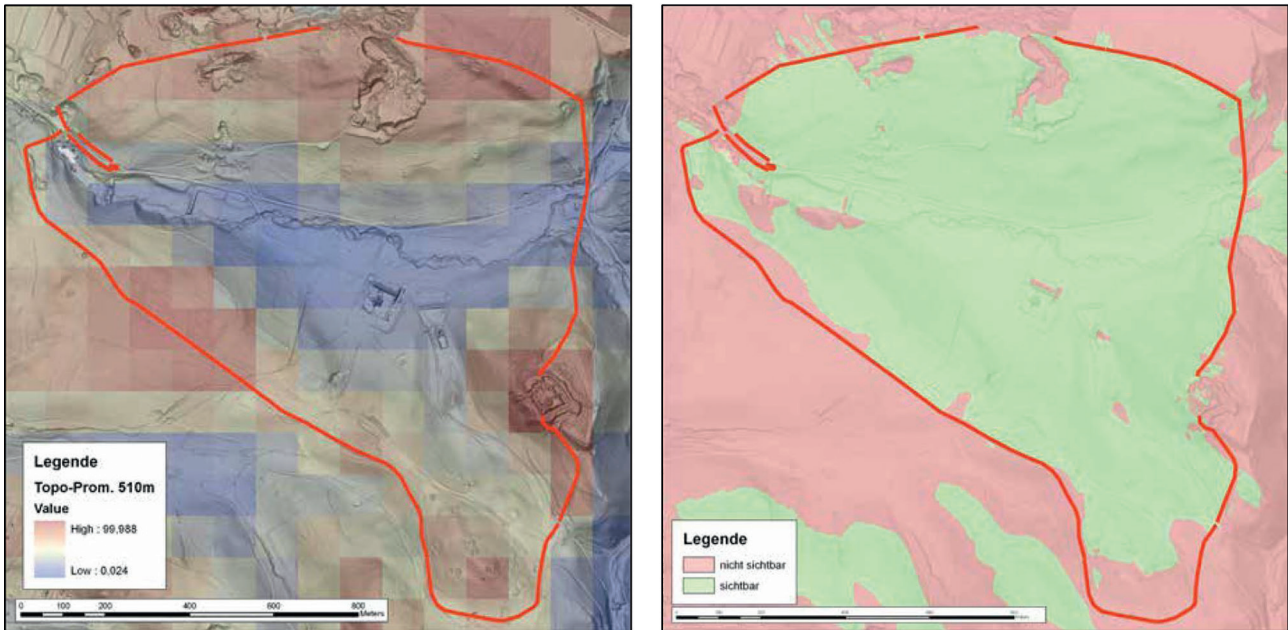 Legende
Topo-Prom. 510m
Value
High : 99,988
Low : 0,024
0 100 200 400 600 800
Meters
Legende
nicht sichtbar
sichtbar